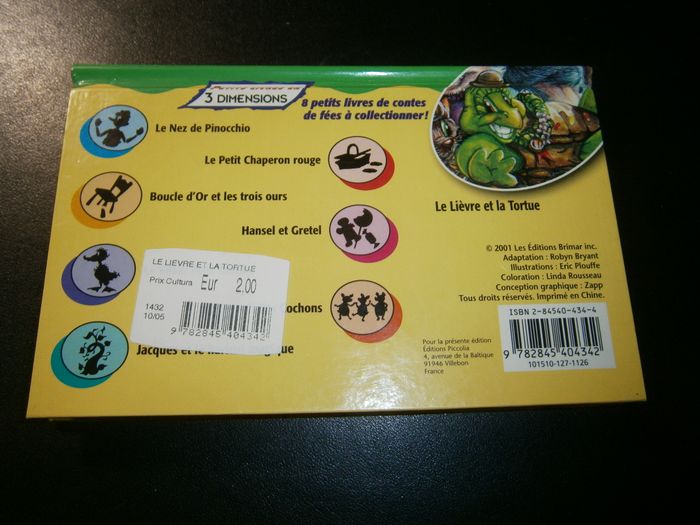 3 DIMENSIONS
8 petits livres de contes
de fées à collectionner!
Le Nez de Pinocchio
Le Petit Chaperon rouge
Boucle d'Or et les trois ours
Hansel et Gretel
Le Lièvre et la Tortue
LE LIEVRE ET LA TORTUE
Prix Cultura Eur 2,00
1432
10/05
9 782845 404342
ochons
Jacques et le
que
© 2001 Les Éditions Brimar inc.
Adaptation : Robyn Bryant
Illustrations : Eric Plouffe
Coloration : Linda Rousseau
Conception graphique : Zapp
Tous droits réservés. Imprimé en Chine.
Pour la présente édition
Éditions Piccolia
4, avenue de la Baltique
91946 Villebon
France
ISBN 2-84540-434-4
9 782845 404342
101510-127-1126